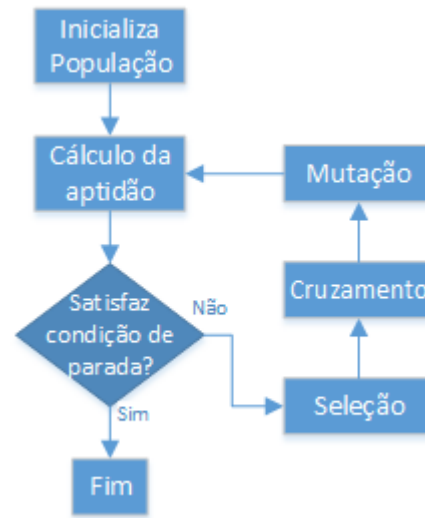 Inicializa
População
Cálculo da
aptidão
Mutação
Satisfaz
condição de
parada?
Não
Cruzamento
Seleção
Sim
Fim